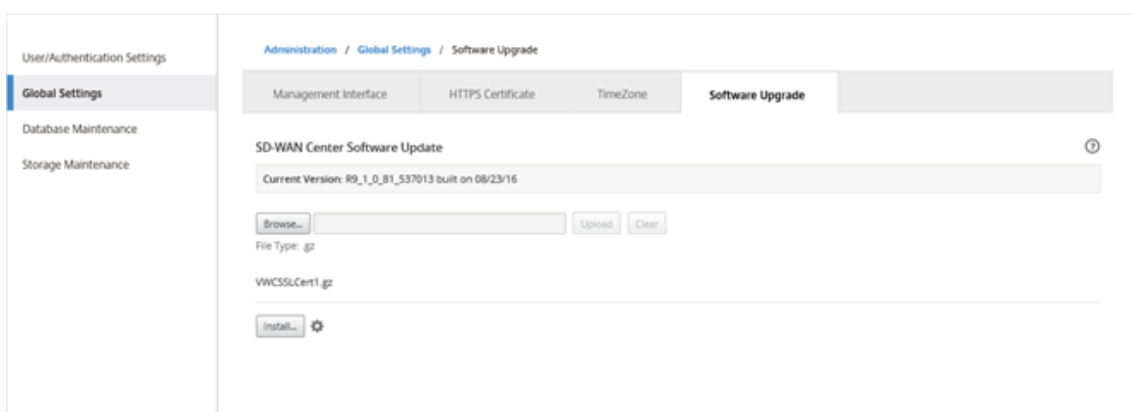 User/Authentication Settings
Global Settings
Database Maintenance
Storage Maintenance
Administration / Global Settings / Software Upgrade
Management Interface HTTPS Certificate TimeZone Software Upgrade
SD-WAN Center Software Update ?
Current Version: R9_1_0_81_537013 built on 08/23/16
Browse... Upload Clear
File Type: .gz
VWCSSLCert1.gz
Install...